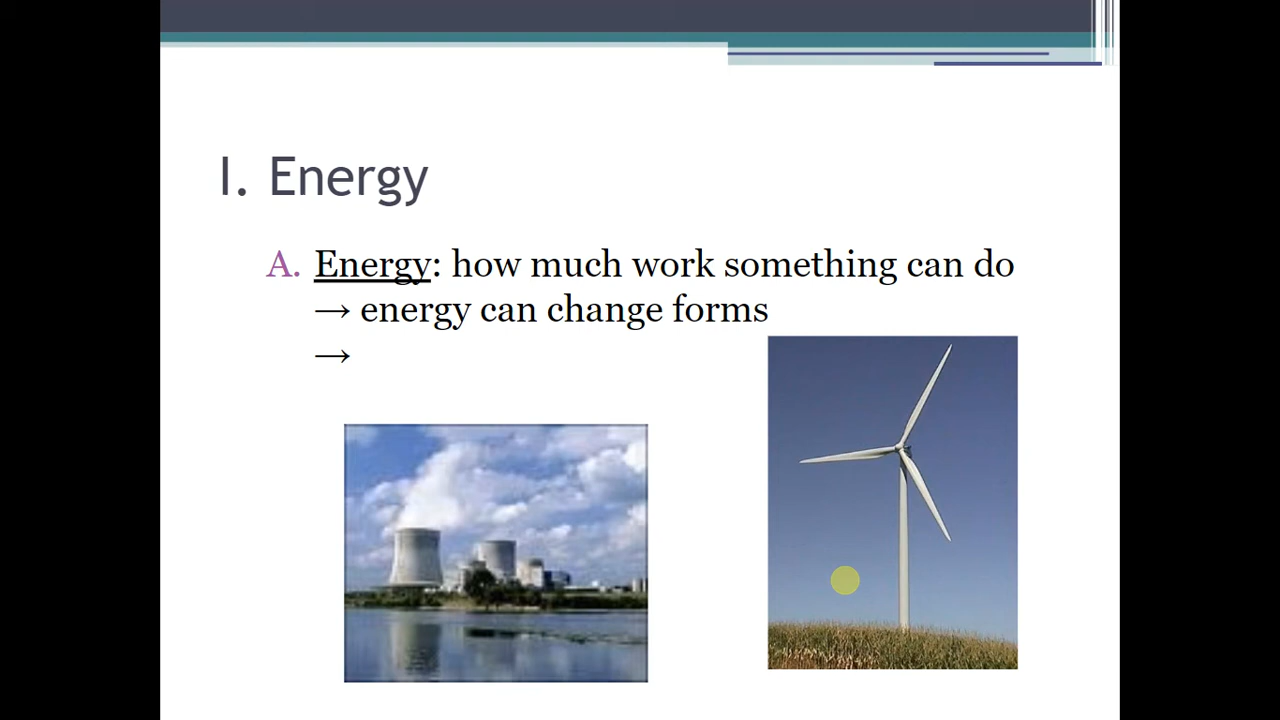 I. Energy
A. Energy: how much work something can do
→ energy can change forms
→